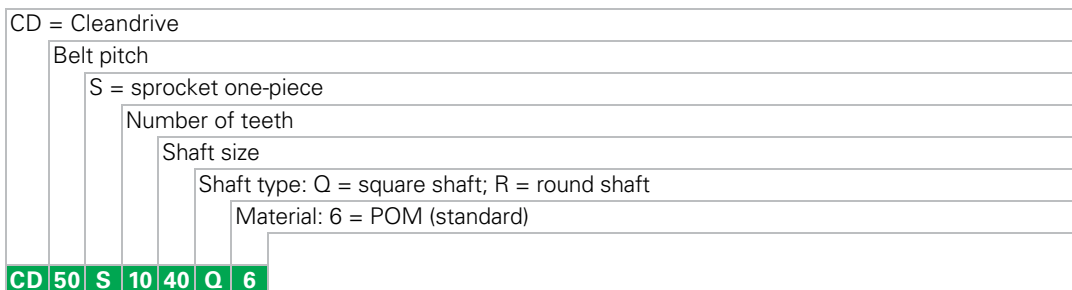 CD = Cleandrive
Belt pitch
S = sprocket one-piece
Number of teeth
Shaft size
Shaft type: Q = square shaft; R = round shaft
Material: 6 = POM (standard)
CD 50 S 10 40 Q 6